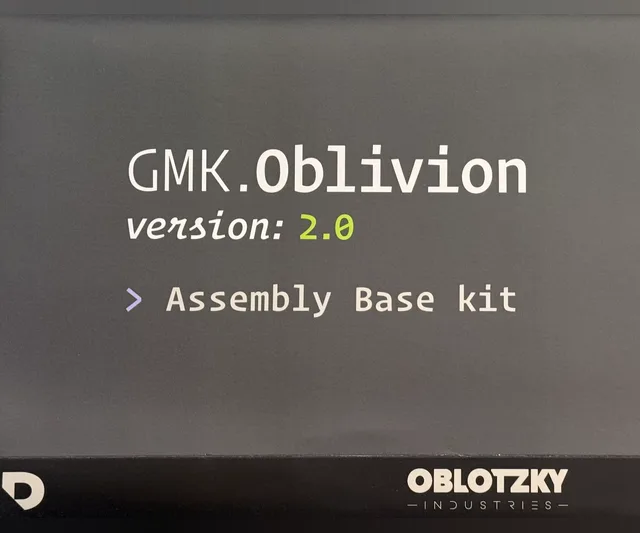 GMK.Oblivion
version: 2.0
> Assembly Base kit
OBLOTZKY
INDUSTRIES